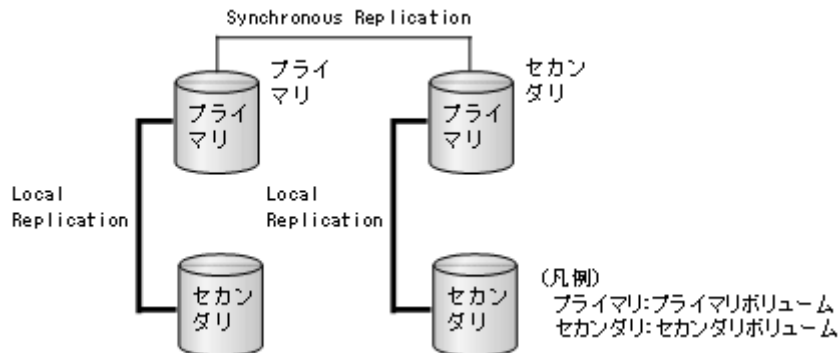 Synchronous Replication
プライ
マリ
セカン
ダリ
プライ
マリ
プライ
マリ
Local
Replication
Local
Replication
セカン
ダリ
セカン
ダリ
(凡例)
プライマリ:プライマリボリューム
セカンダリ:セカンダリボリューム